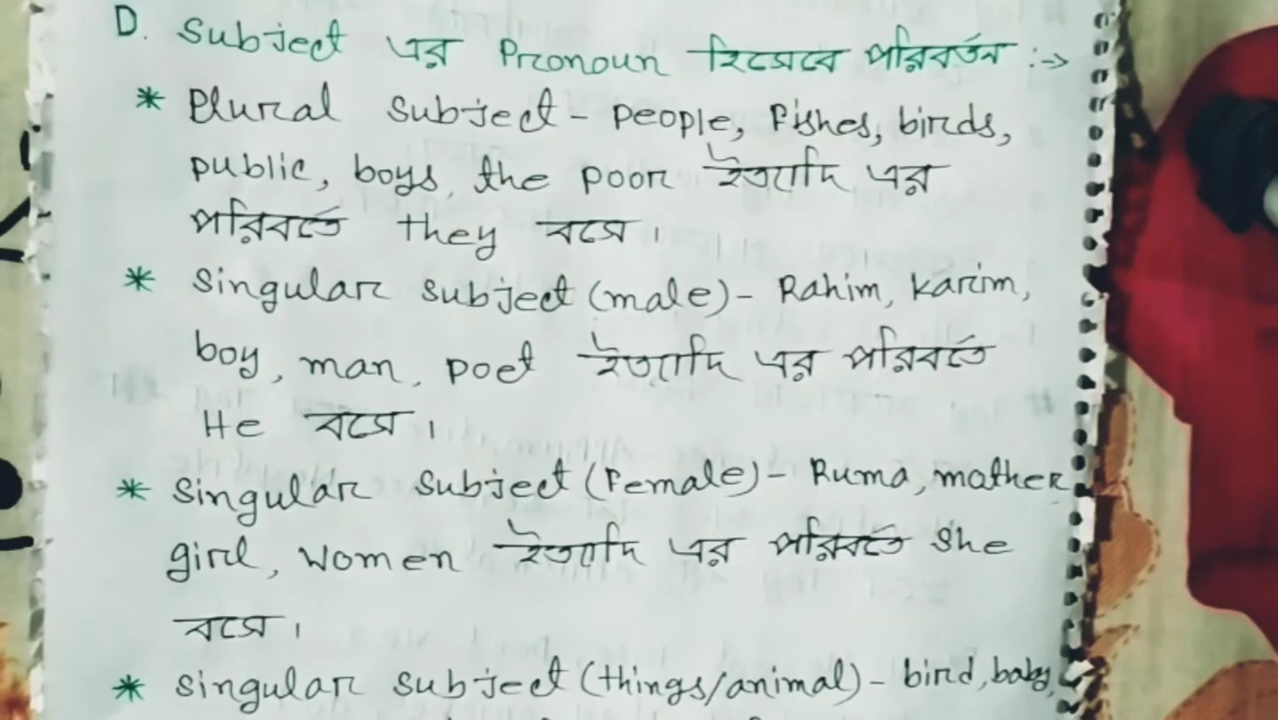 D. Subject এর Pronoun হিসেবে পরিবর্তন :→
* Plural Subject - People, Fishes, birds,
public, boys, the poor ইত্যাদি এর
পরিবর্তে they বসে।
* Singular subject (male) - Rahim, Karim,
boy, man, poet ইত্যাদি এর পরিবর্তে
He বসে।
* Singular Subject (Female) - Ruma, mother
girl, women ইত্যাদি এর পরিবর্তে She
বসে।
* Singular subject (things/animal) - bird, baby,